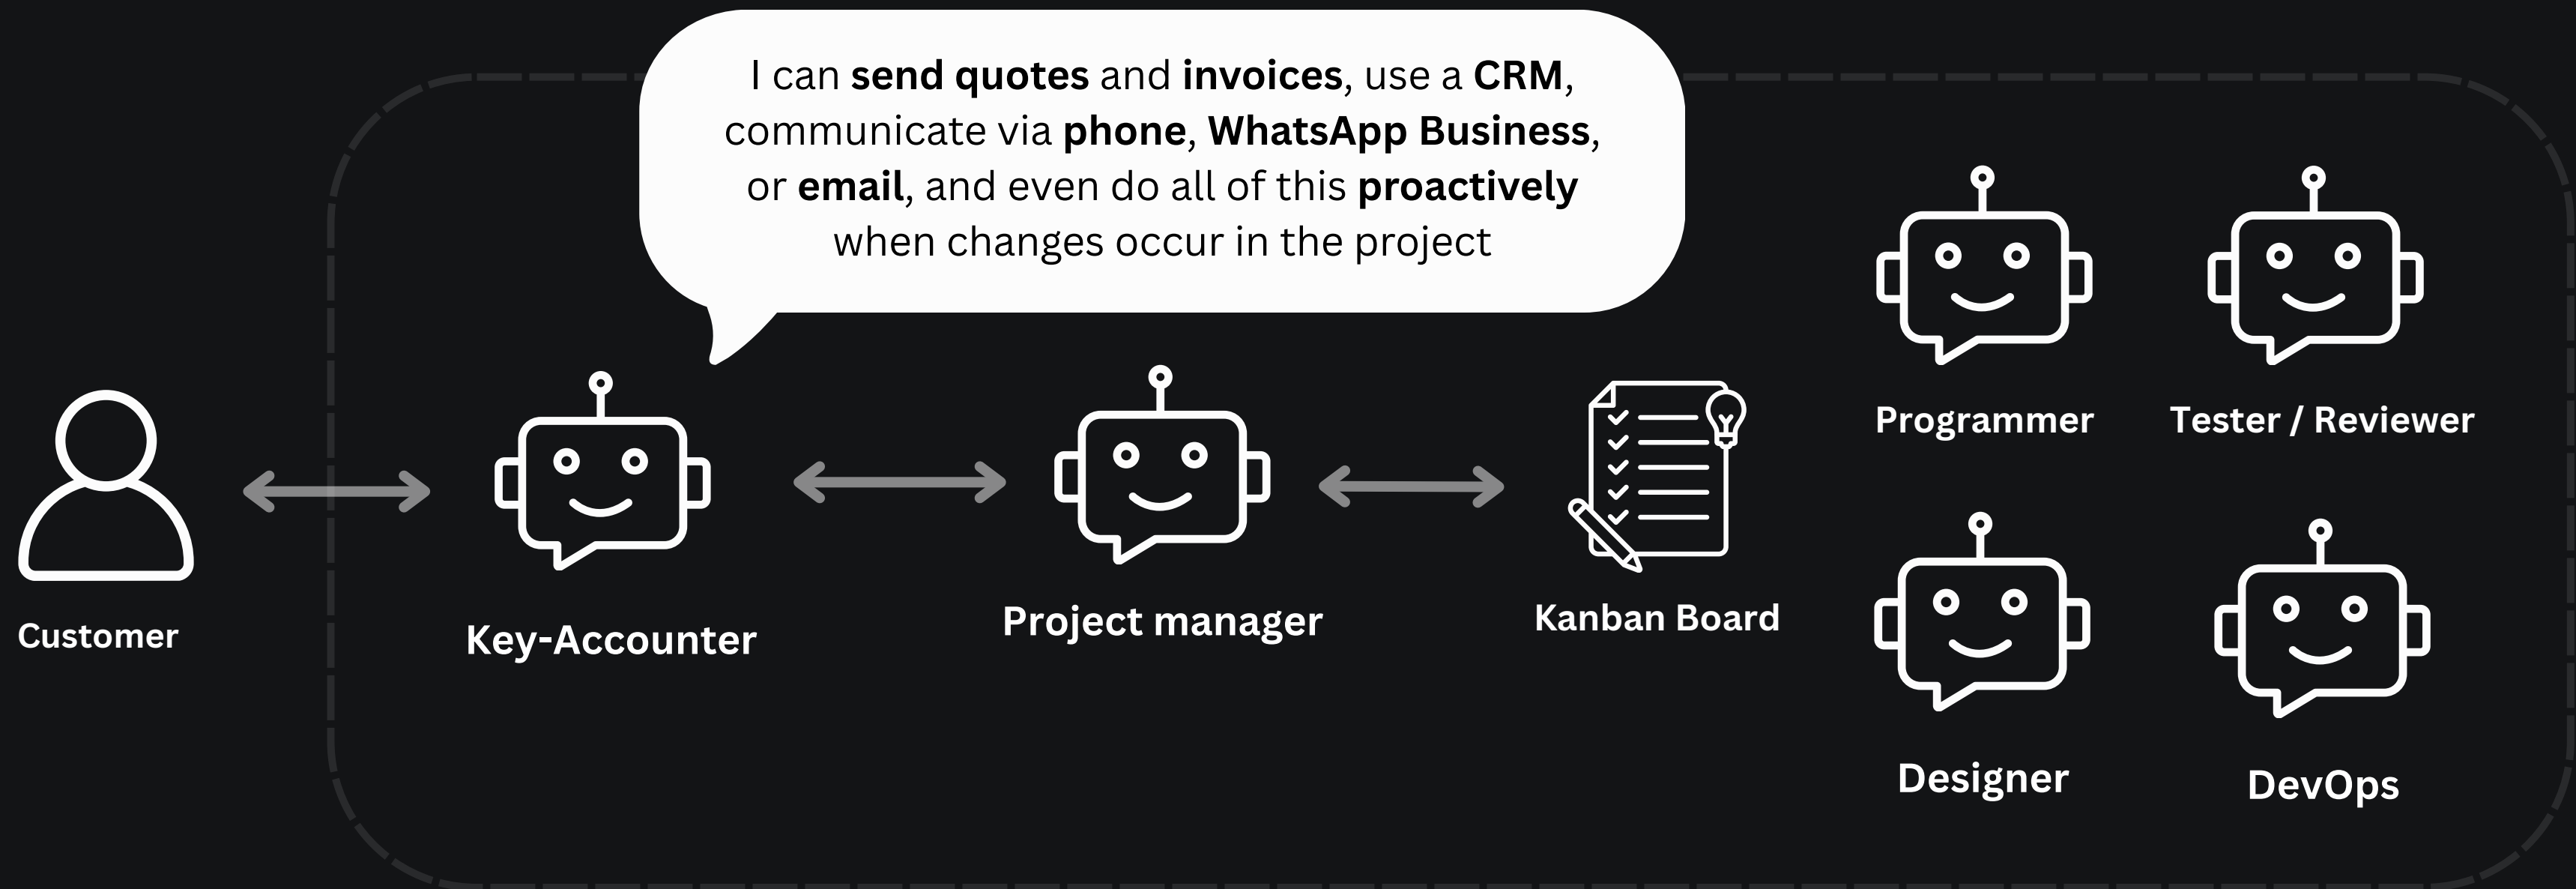 I can send quotes and invoices, use a CRM,
communicate via phone, WhatsApp Business,
or email, and even do all of this proactively
when changes occur in the project
Customer
Key-Accounter
Project manager
Kanban Board
Programmer
Tester / Reviewer
Designer
DevOps